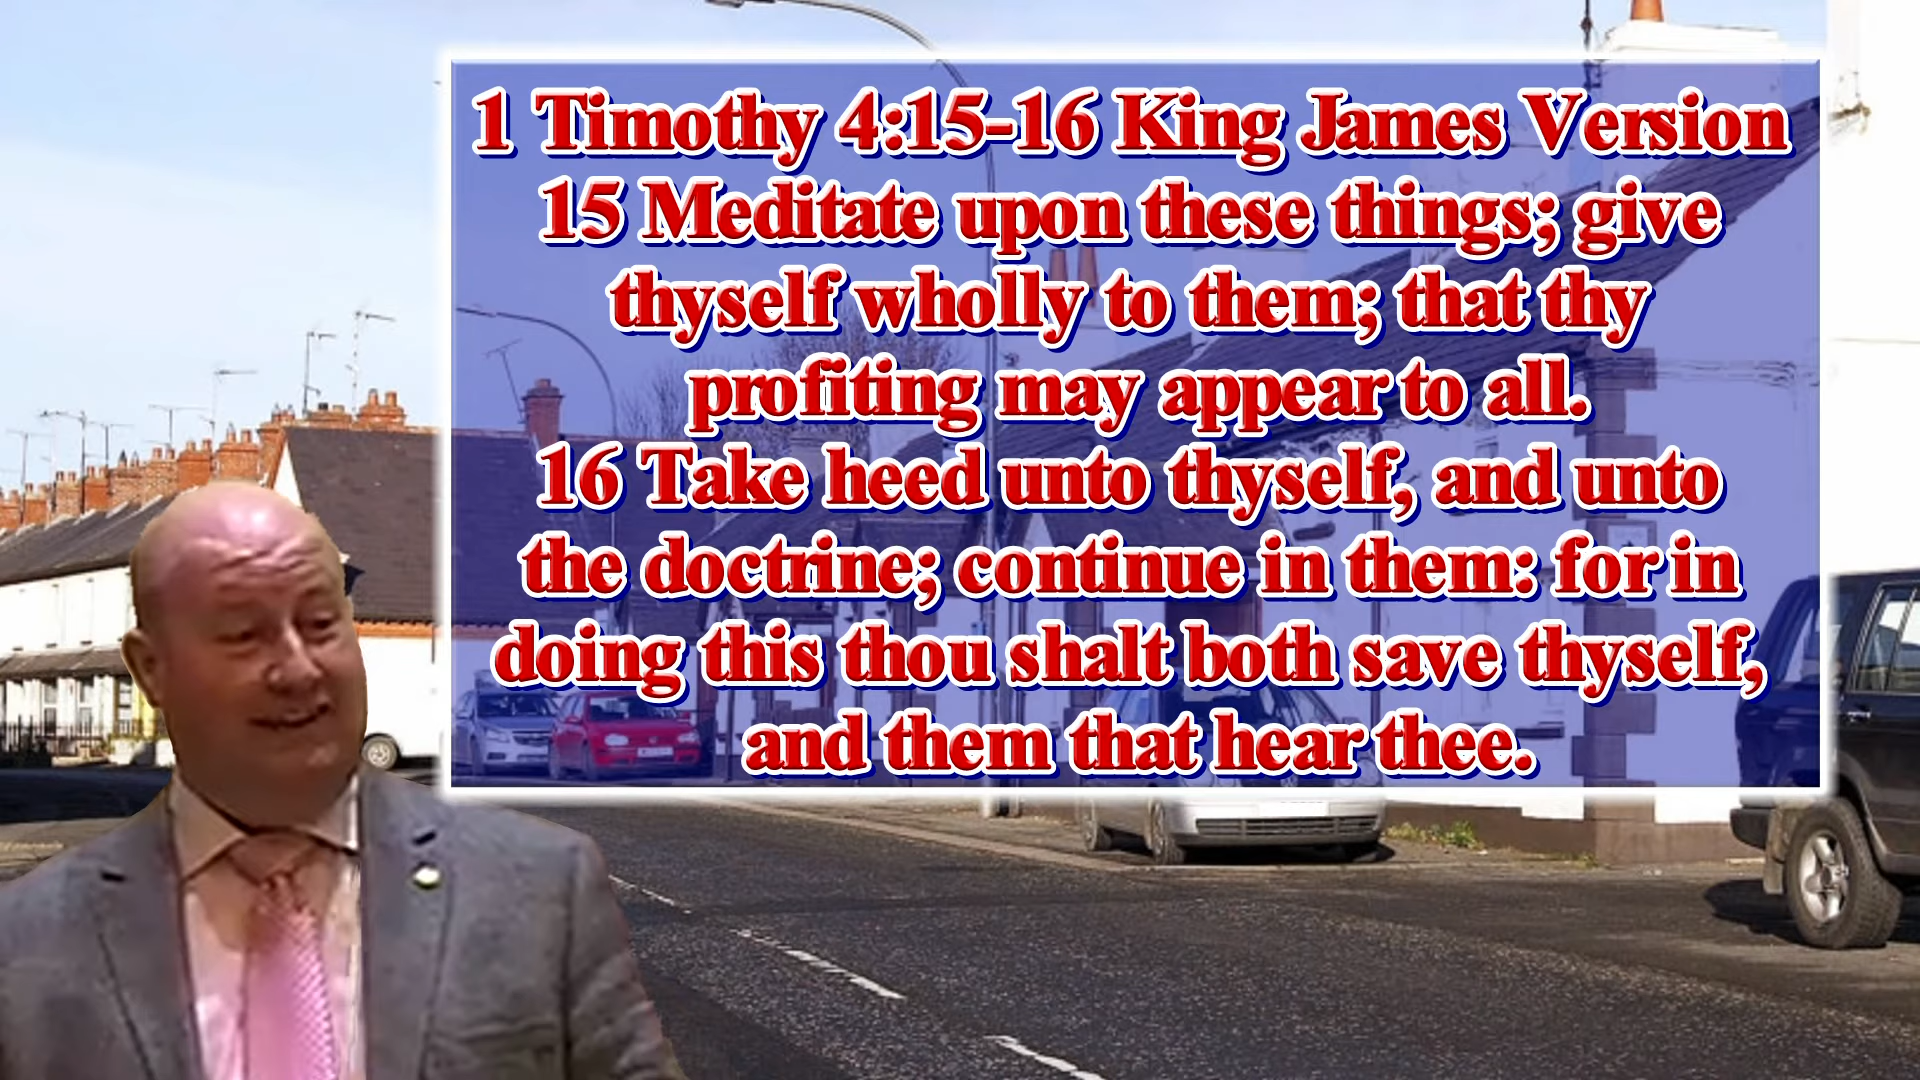 1 Timothy 4:15-16 King James Version
15 Meditate upon these things; give
thyself wholly to them; that thy
profiting may appear to all.
16 Take heed unto thyself, and unto
the doctrine; continue in them: for in
doing this thou shalt both save thyself,
and them that hear thee.